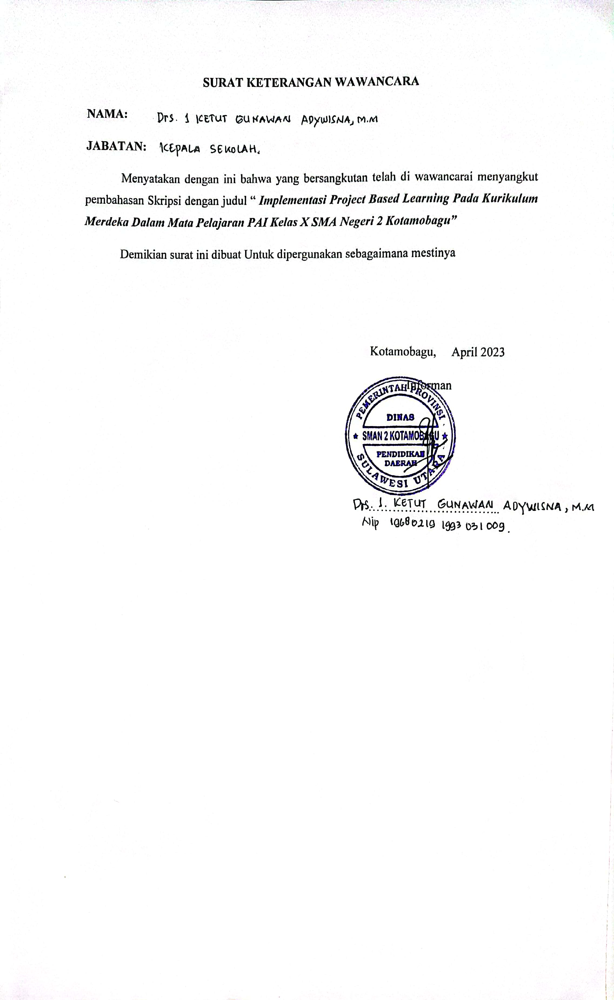 SURAT KETERANGAN WAWANCARA
NAMA: Drs. I KETUT GUNAWAN ADYWISNA, M.M
JABATAN: KEPALA SEKOLAH.
Menyatakan dengan ini bahwa yang bersangkutan telah di wawancarai menyangkut
pembahasan Skripsi dengan judul “ Implementasi Project Based Learning Pada Kurikulum
Merdeka Dalam Mata Pelajaran PAI Kelas X SMA Negeri 2 Kotamobagu”
Demikian surat ini dibuat Untuk dipergunakan sebagaimana mestinya
Kotamobagu, April 2023
Informan
PEMERINTAH PROVINSI
DINAS
★ SMAN 2 KOTAMOBAGU ★
PENDIDIKAN
DAERAH
SULAWESI UTARA
Drs. I. KETUT GUNAWAN ADYWISNA, M.M
Nip 19680219 1993 031 009.